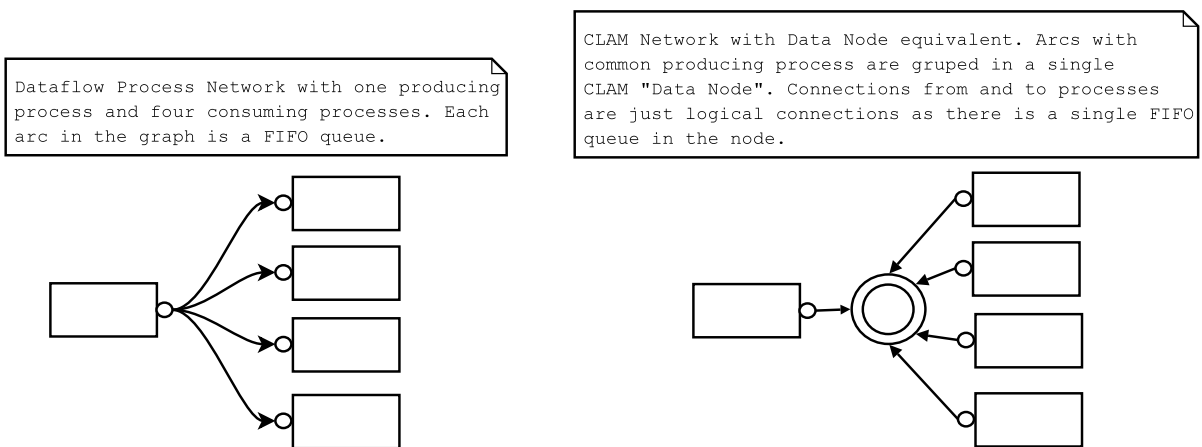 Dataflow Process Network with one producing
process and four consuming processes. Each
arc in the graph is a FIFO queue.
CLAM Network with Data Node equivalent. Arcs with
common producing process are gruped in a single
CLAM "Data Node". Connections from and to processes
are just logical connections as there is a single FIFO
queue in the node.